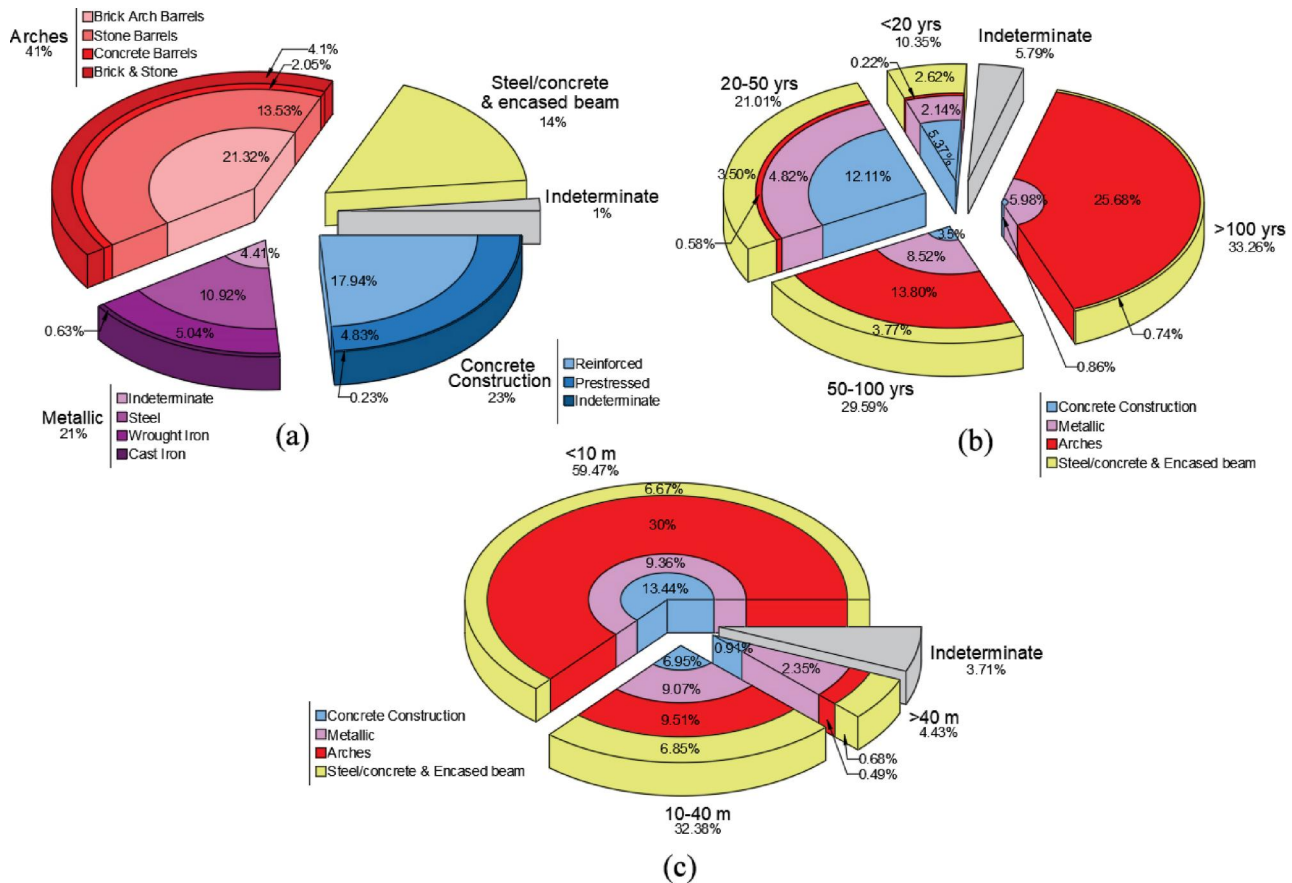 Arches
41%
Brick Arch Barrels
Stone Barrels
Concrete Barrels
Brick & Stone
4.1%
2.05%
13.53%
21.32%
Steel/concrete
& encased beam
14%
Indeterminate
1%
4.41%
10.92%
5.04%
0.63%
17.94%
4.83%
0.23%
Concrete
Construction
23%
Reinforced
Prestressed
Indeterminate
Metallic
21%
Indeterminate
Steel
Wrought Iron
Cast Iron
(a)
<20 yrs
10.35%
Indeterminate
5.79%
0.22%
2.62%
2.14%
5.37%
20-50 yrs
21.01%
3.50%
4.82%
12.11%
0.58%
5.98%
25.68%
>100 yrs
33.26%
0.74%
0.86%
3.5%
8.52%
13.80%
3.77%
50-100 yrs
29.59%
Concrete Construction
Metallic
Arches
Steel/concrete & Encased beam
(b)
<10 m
59.47%
6.67%
30%
9.36%
13.44%
Indeterminate
3.71%
0.91%
2.35%
>40 m
4.43%
0.68%
0.49%
6.95%
9.07%
9.51%
6.85%
10-40 m
32.38%
Concrete Construction
Metallic
Arches
Steel/concrete & Encased beam
(c)